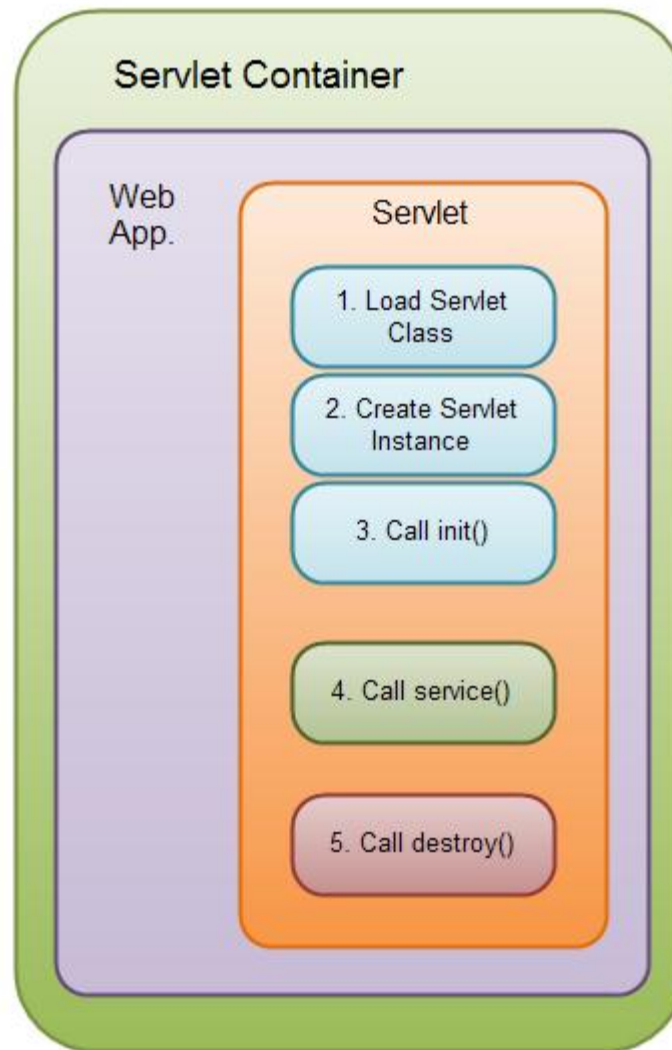 Servlet Container
Web
App.
Servlet
1. Load Servlet
Class
2. Create Servlet
Instance
3. Call init()
4. Call service()
5. Call destroy()